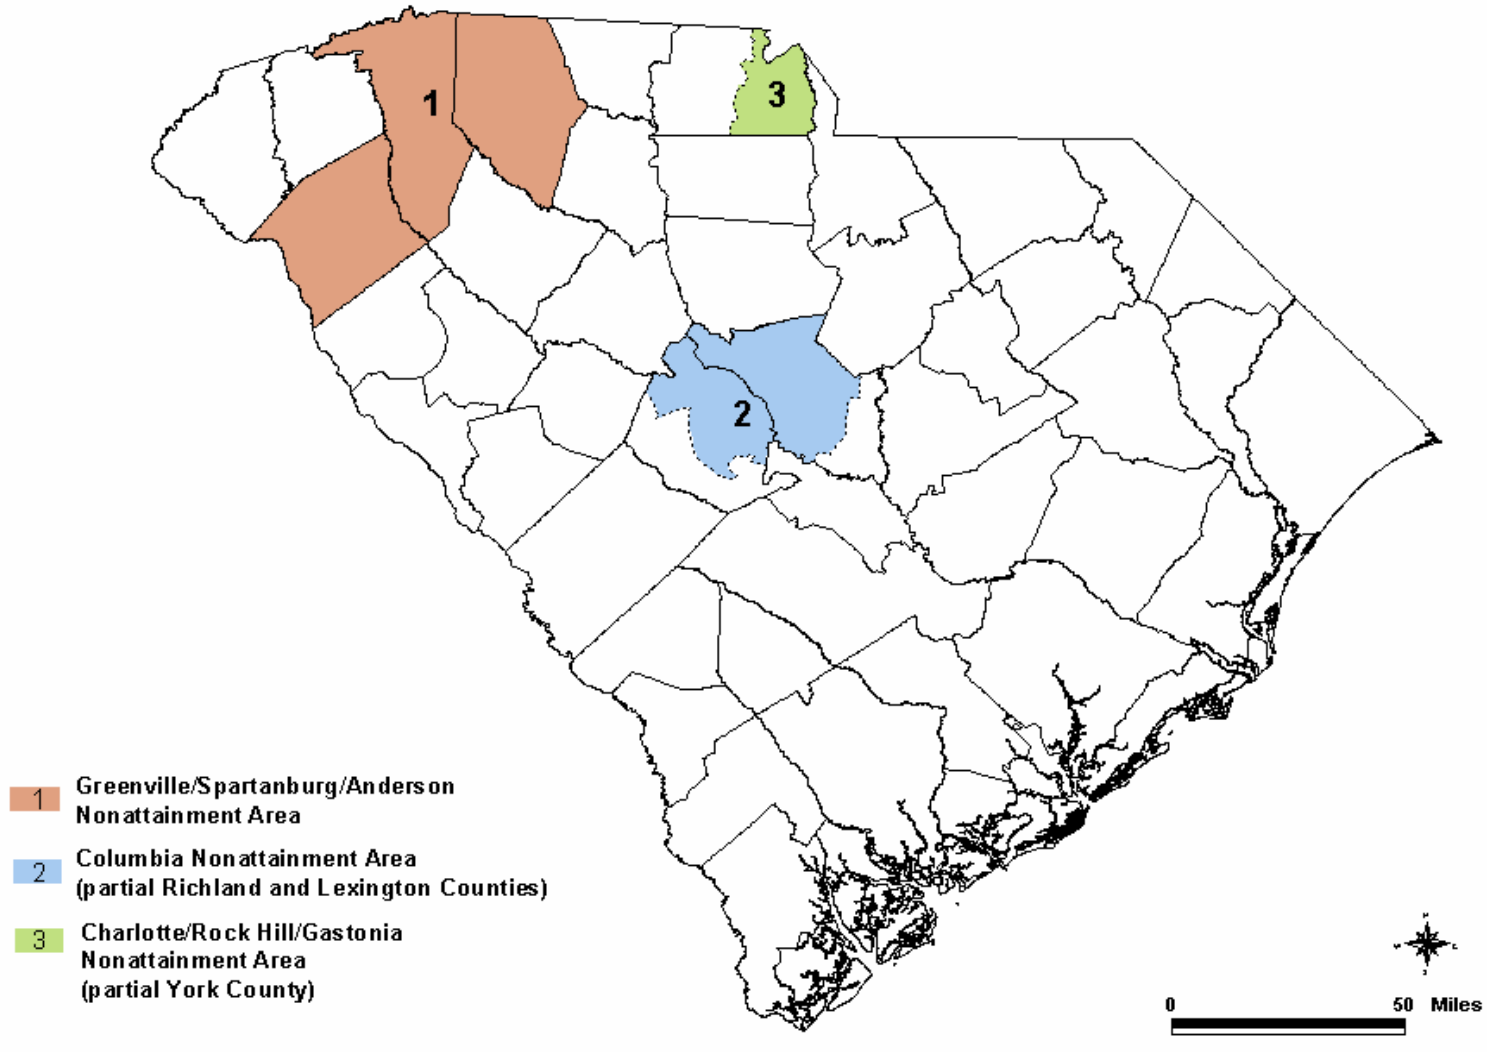 1
3
2
1 Greenville/Spartanburg/Anderson
Nonattainment Area
2 Columbia Nonattainment Area
(partial Richland and Lexington Counties)
3 Charlotte/Rock Hill/Gastonia
Nonattainment Area
(partial York County)
0 50 Miles